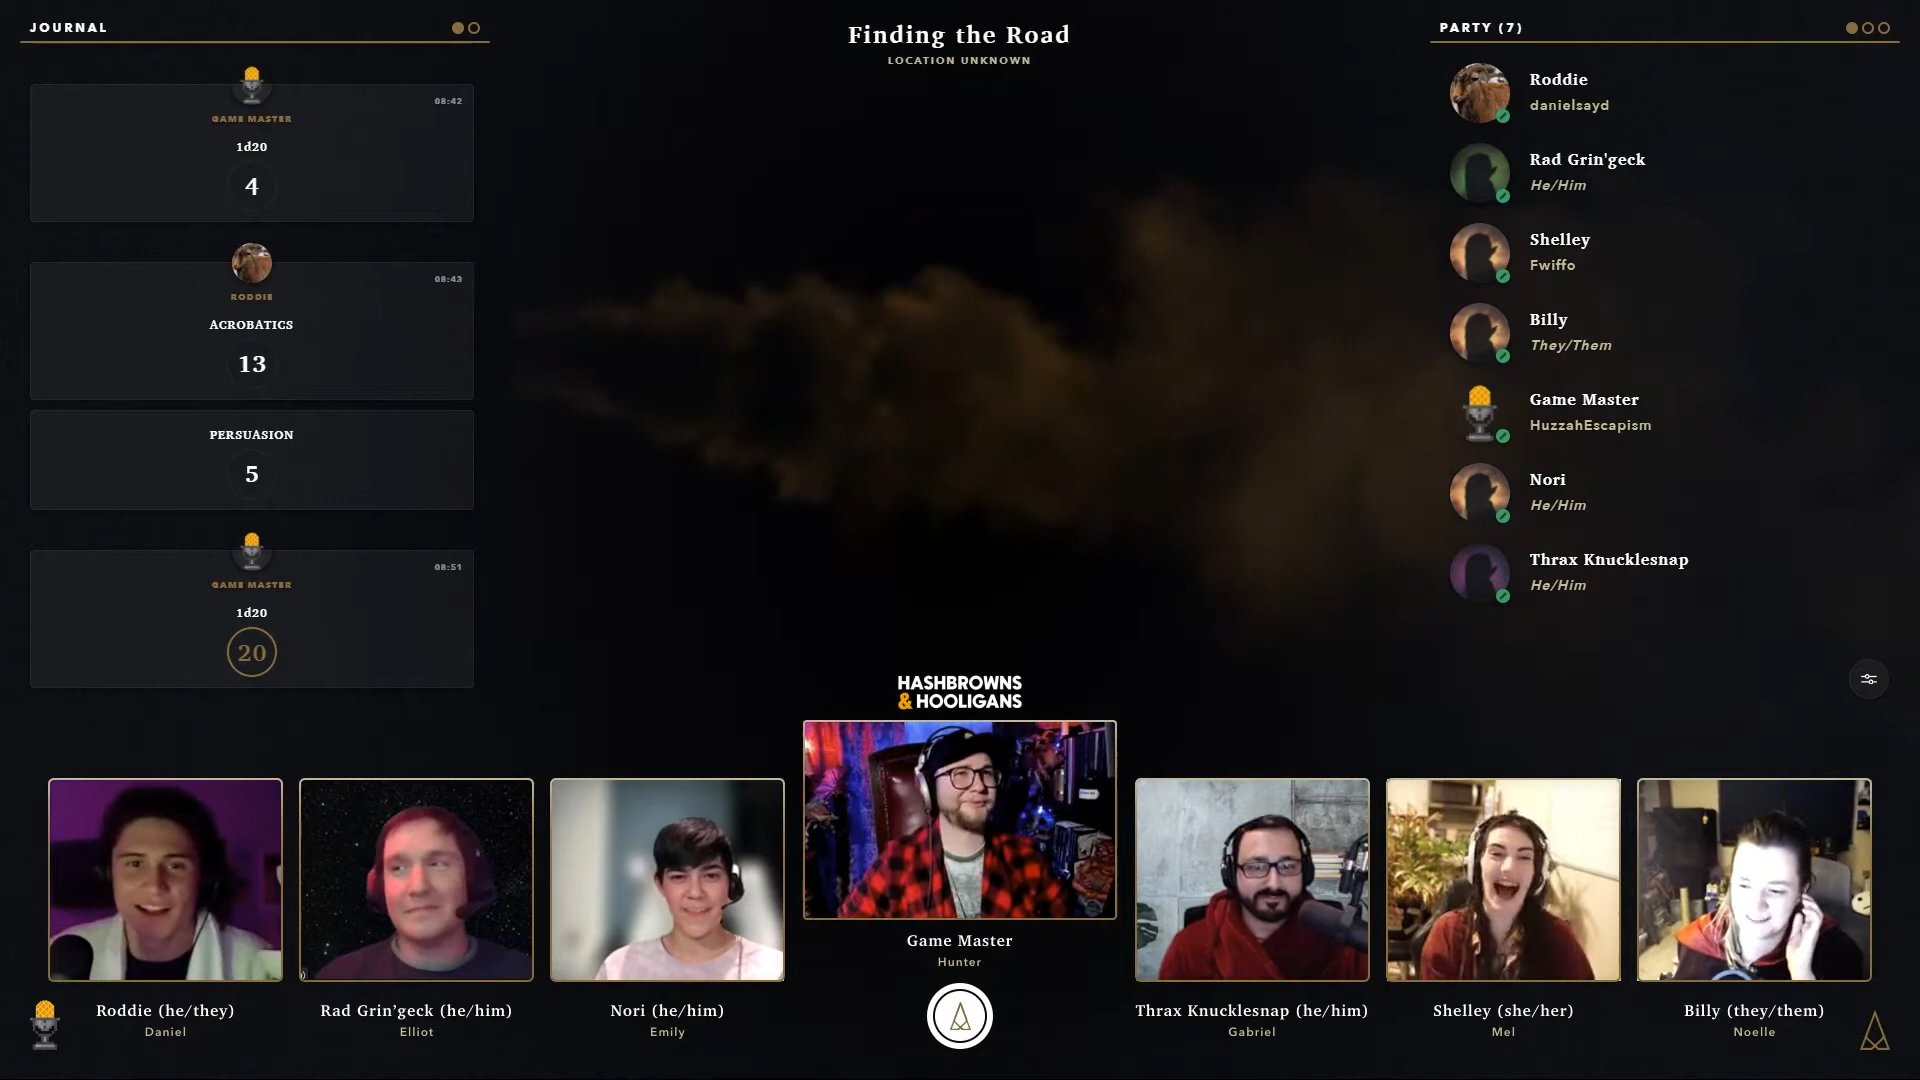 JOURNAL
08:42
GAME MASTER
1d20
4
08:43
RODDIE
ACROBATICS
13
PERSUASION
5
08:51
GAME MASTER
1d20
20
Finding the Road
LOCATION UNKNOWN
PARTY (7)
Roddie
danielsayd
Rad Grin'geck
He/Him
Shelley
Fwiffo
Billy
They/Them
Game Master
HuzzahEscapism
Nori
He/Him
Thrax Knucklesnap
He/Him
HASHBROWNS
& HOOLIGANS
Game Master
Hunter
Roddie (he/they)
Daniel
Rad Grin’geck (he/him)
Elliot
Nori (he/him)
Emily
Thrax Knucklesnap (he/him)
Gabriel
Shelley (she/her)
Mel
Billy (they/them)
Noelle